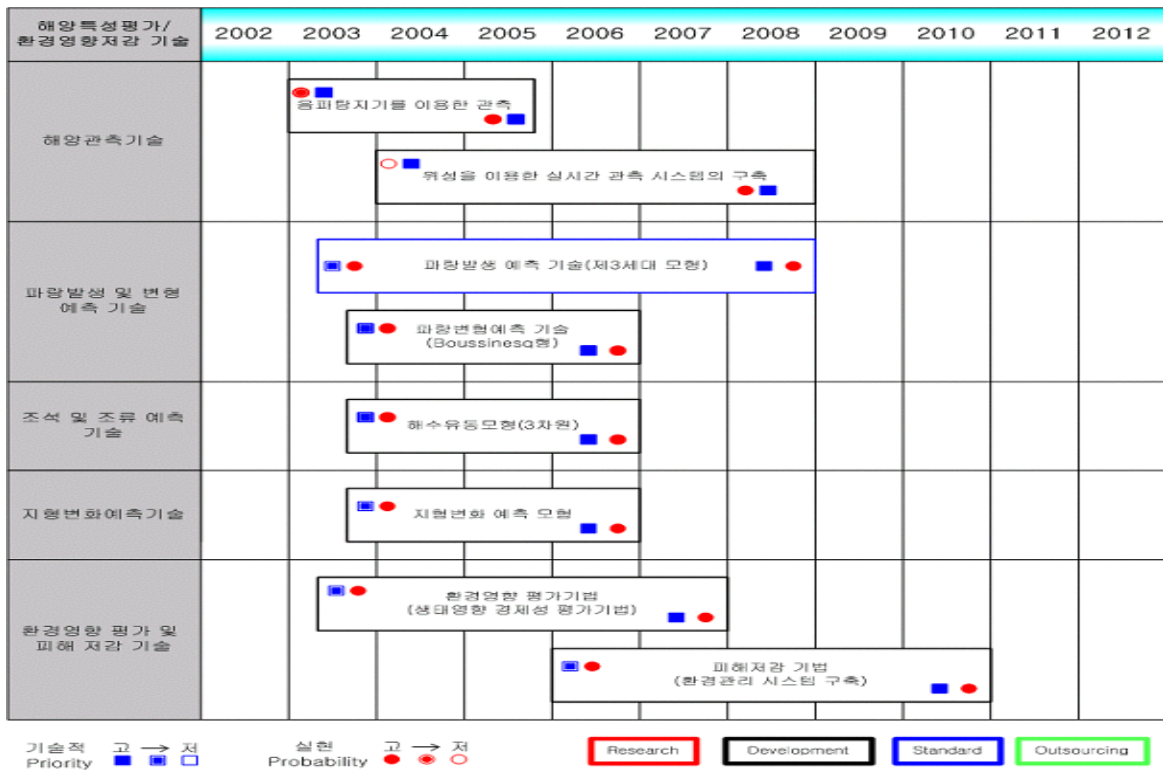 해양특성평가/
환경영향저감 기술
2002 2003 2004 2005 2006 2007 2008 2009 2010 2011 2012
해양관측기술
음파탐지기를 이용한 관측
위성을 이용한 실시간 관측 시스템의 구축
파랑발생 및 변형
예측 기술
파랑발생 예측 기술(제3세대 모형)
파랑변형예측 기술
(Boussinesq형)
조석 및 조류 예측
기술
해수유동모형(3차원)
지형변화예측기술
지형변화 예측 모형
환경영향 평가 및
피해 저감 기술
환경영향 평가기법
(생태영향 경제성 평가기법)
피해저감 기법
(환경관리 시스템 구축)
기술적 고 → 저
Priority
실현 고 → 저
Probability
Research
Development
Standard
Outsourcing